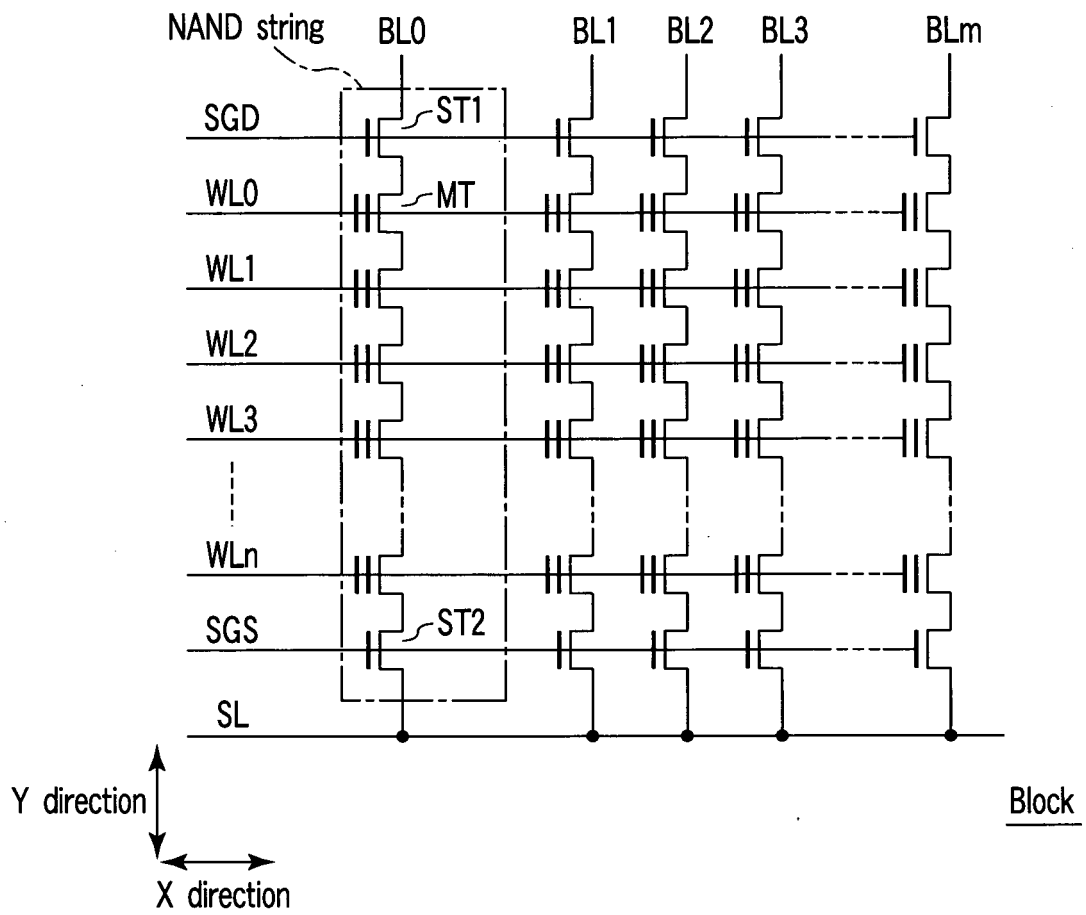 NAND string
BL0 BL1 BL2 BL3 BLm
SGD
ST1
WL0
MT
WL1
WL2
WL3
WLn
SGS
ST2
SL
Y direction
Block
X direction